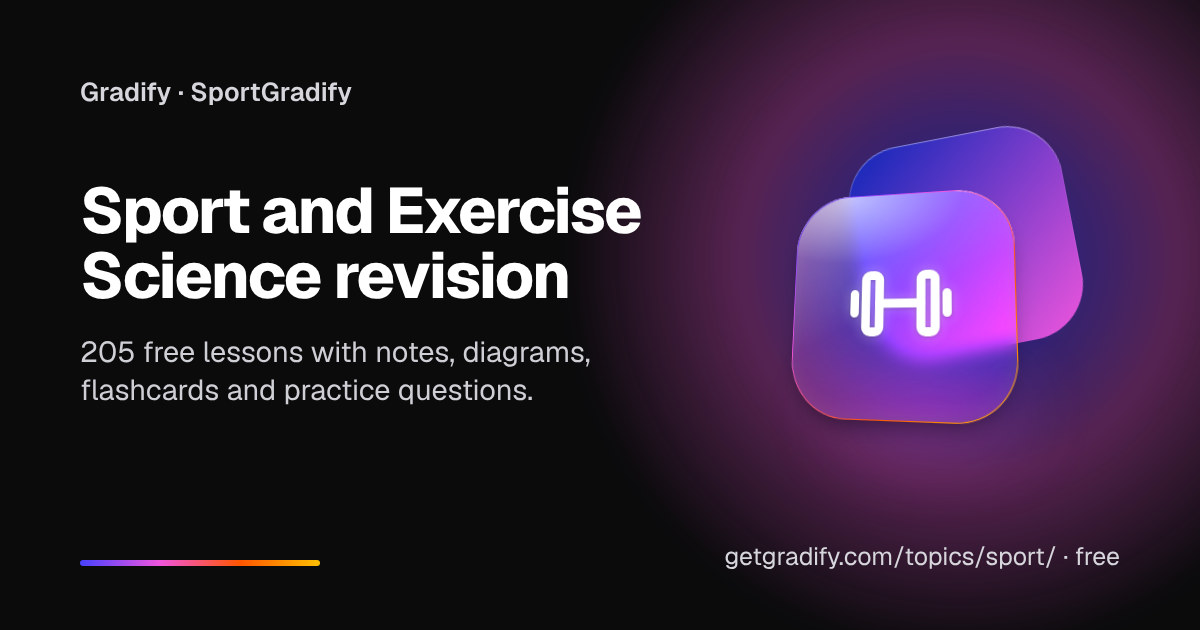 Gradify · SportGradify
Sport and Exercise
Science revision
205 free lessons with notes, diagrams,
flashcards and practice questions.
getgradify.com/topics/sport/ · free